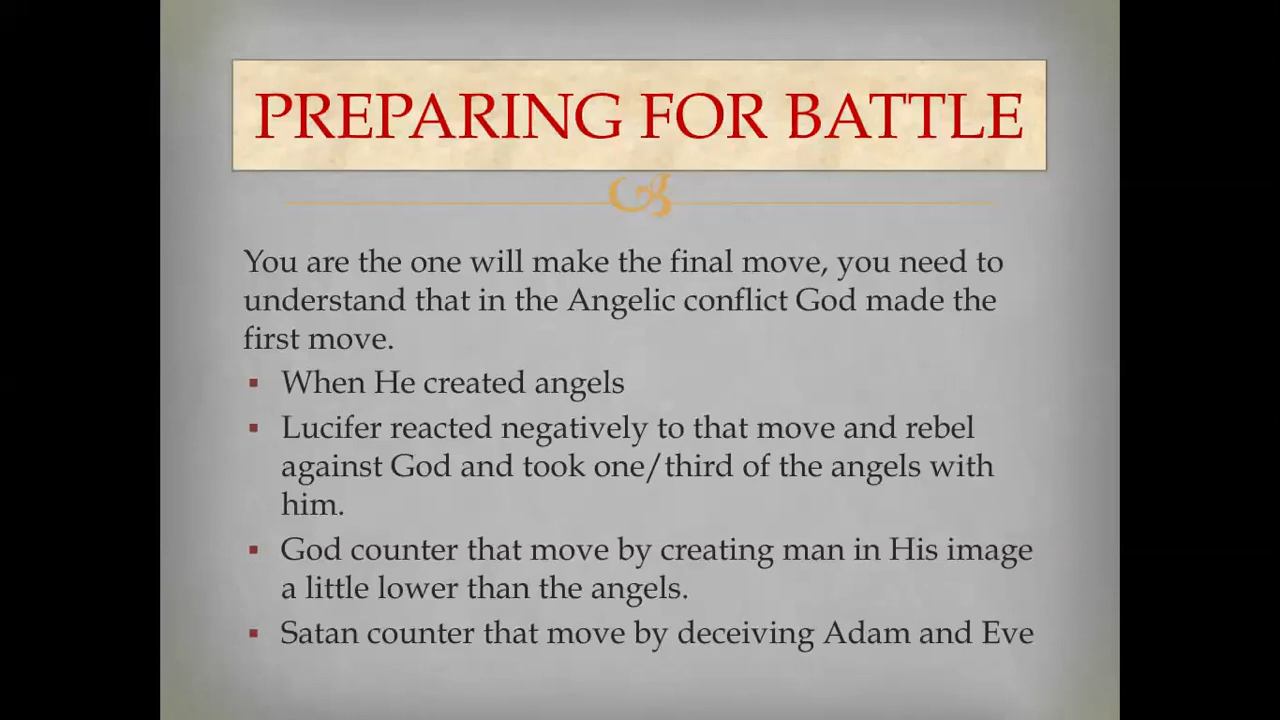 PREPARING FOR BATTLE
You are the one will make the final move, you need to
understand that in the Angelic conflict God made the
first move.
▪ When He created angels
▪ Lucifer reacted negatively to that move and rebel
against God and took one/third of the angels with
him.
▪ God counter that move by creating man in His image
a little lower than the angels.
▪ Satan counter that move by deceiving Adam and Eve